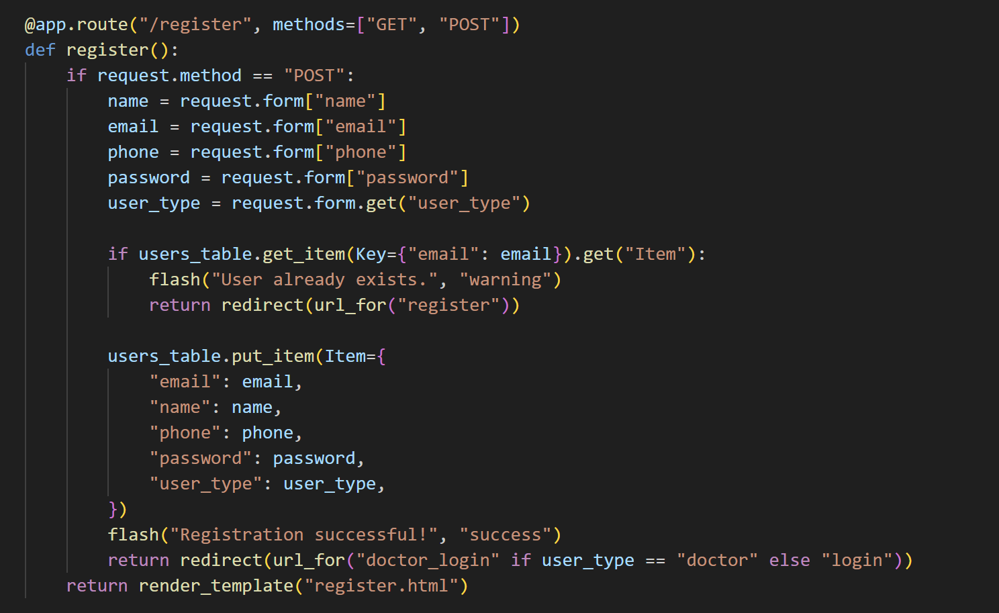 @app.route("/register", methods=["GET", "POST"])
def register():
    if request.method == "POST":
        name = request.form["name"]
        email = request.form["email"]
        phone = request.form["phone"]
        password = request.form["password"]
        user_type = request.form.get("user_type")

        if users_table.get_item(Key={"email": email}).get("Item"):
            flash("User already exists.", "warning")
            return redirect(url_for("register"))

        users_table.put_item(Item={
            "email": email,
            "name": name,
            "phone": phone,
            "password": password,
            "user_type": user_type,
        })
        flash("Registration successful!", "success")
        return redirect(url_for("doctor_login" if user_type == "doctor" else "login"))
    return render_template("register.html")